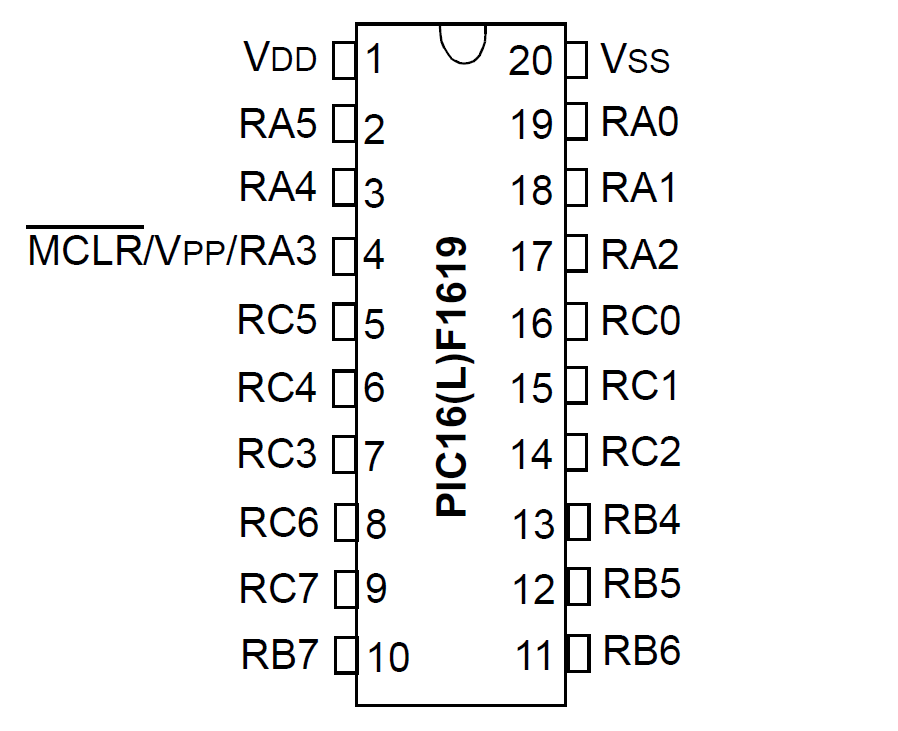 VDD 1 20 VSS
RA5 2 19 RA0
RA4 3 18 RA1
MCLR/VPP/RA3 4 17 RA2
RC5 5 16 RC0
RC4 6 15 RC1
RC3 7 14 RC2
RC6 8 13 RB4
RC7 9 12 RB5
RB7 10 11 RB6
PIC16(L)F1619